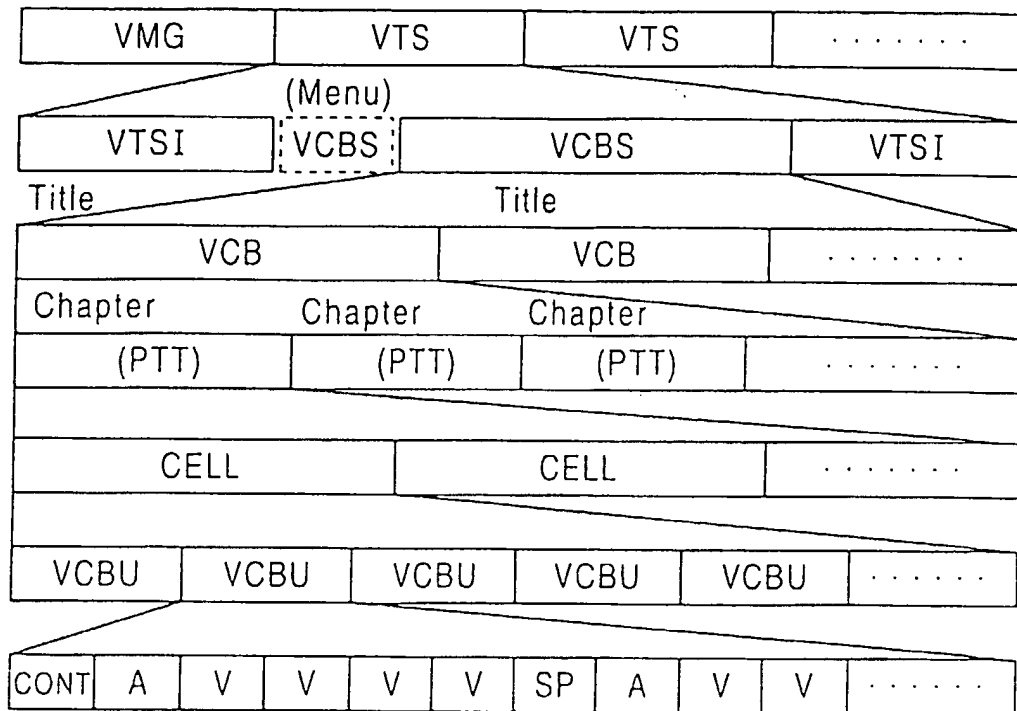 VMG VTS VTS .......
(Menu)
VTSI VCBS VCBS VTSI
Title Title
VCB VCB .......
Chapter Chapter Chapter
(PTT) (PTT) (PTT) .......
CELL CELL .......
VCBU VCBU VCBU VCBU VCBU ......
CONT A V V V V SP A V V ......